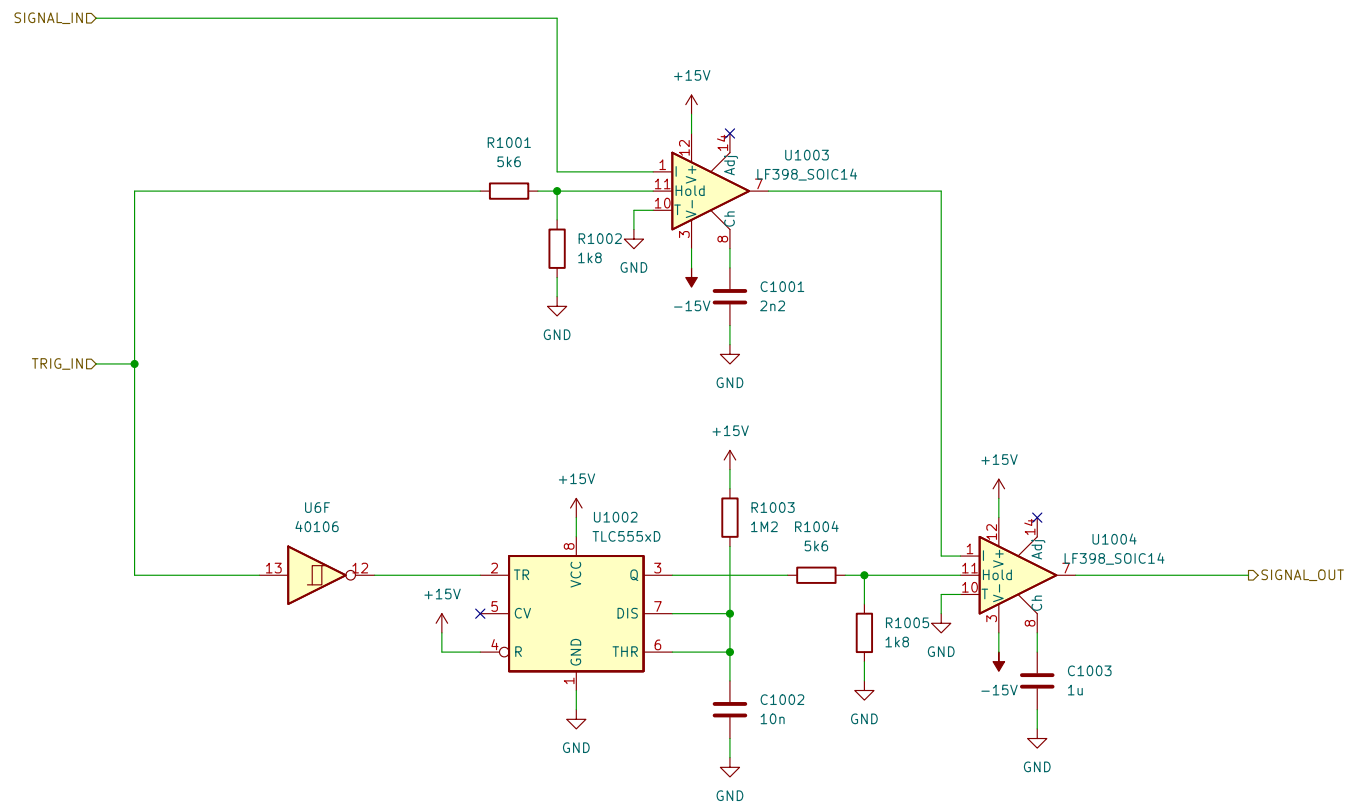 SIGNAL_IN
+15V
14
12
Adj
R1001
5k6
U1003
LF398_SOIC14
1
I
V+
11
Hold
7
10
T
V-
Ch
3
8
R1002
1k8
GND
C1001
2n2
-15V
GND
TRIG_IN
GND
+15V
+15V
+15V
U6F
40106
R1003
1M2
U1002
TLC555xD
R1004
5k6
14
12
Adj
U1004
LF398_SOIC14
8
VCC
1
I
V+
13
12
2
TR
Q
3
11
Hold
7
SIGNAL_OUT
+15V
10
T
V-
Ch
5
CV
DIS
7
3
8
R1005
1k8
4
R
GND
THR
6
GND
C1003
1u
1
-15V
C1002
10n
GND
GND
GND
GND